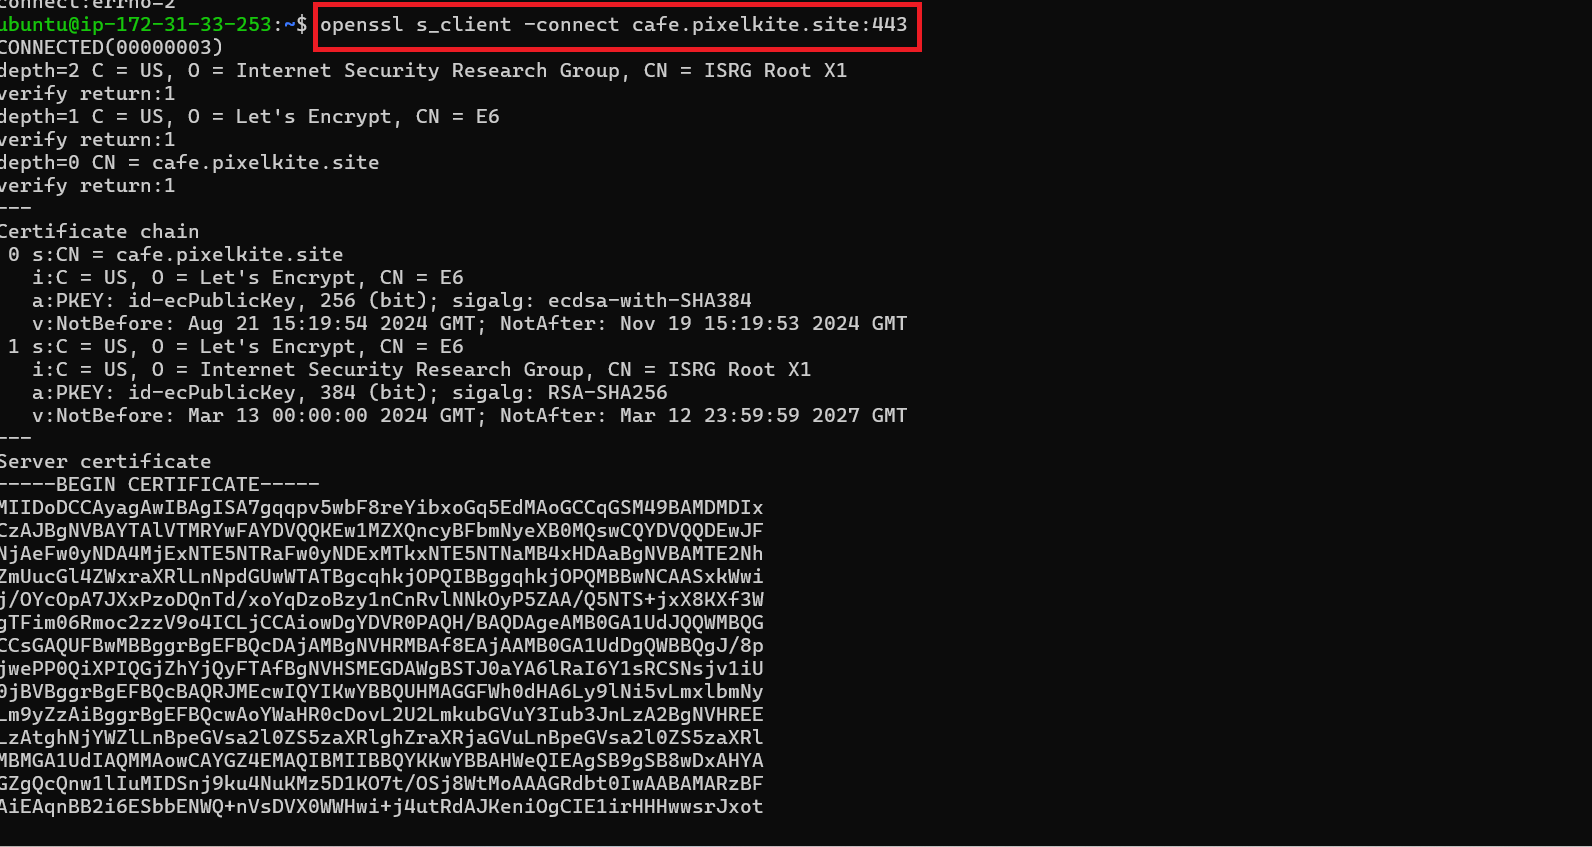 connect:errno=2
ubuntu@ip-172-31-33-253:~$ openssl s_client -connect cafe.pixelkite.site:443
CONNECTED(00000003)
depth=2 C = US, O = Internet Security Research Group, CN = ISRG Root X1
verify return:1
depth=1 C = US, O = Let's Encrypt, CN = E6
verify return:1
depth=0 CN = cafe.pixelkite.site
verify return:1
---
Certificate chain
 0 s:CN = cafe.pixelkite.site
   i:C = US, O = Let's Encrypt, CN = E6
   a:PKEY: id-ecPublicKey, 256 (bit); sigalg: ecdsa-with-SHA384
   v:NotBefore: Aug 21 15:19:54 2024 GMT; NotAfter: Nov 19 15:19:53 2024 GMT
 1 s:C = US, O = Let's Encrypt, CN = E6
   i:C = US, O = Internet Security Research Group, CN = ISRG Root X1
   a:PKEY: id-ecPublicKey, 384 (bit); sigalg: RSA-SHA256
   v:NotBefore: Mar 13 00:00:00 2024 GMT; NotAfter: Mar 12 23:59:59 2027 GMT
---
Server certificate
-----BEGIN CERTIFICATE-----
MIIDoDCCAyagAwIBAgISA7gqqpv5wbF8reYibxoGq5EdMAoGCCqGSM49BAMDMDIx
CzAJBgNVBAYTAlVTMRYwFAYDVQQKEw1MZXQncyBFbmNyeXB0MQswCQYDVQQDEwJF
NjAeFw0yNDA4MjExNTE5NTRaFw0yNDExMTkxNTE5NTNaMB4xHDAaBgNVBAMTE2Nh
ZmUucGl4ZWxraXRlLnNpdGUwWTATBgcqhkjOPQIBBggqhkjOPQMBBwNCAASxkWwi
j/OYcOpA7JXxPzoDQnTd/xoYqDzoBzy1nCnRvlNNkOyP5ZAA/Q5NTS+jxX8KXf3W
gTFim06Rmoc2zzV9o4ICLjCCAiowDgYDVR0PAQH/BAQDAgeAMB0GA1UdJQQWMBQG
CCsGAQUFBwMBBggrBgEFBQcDAjAMBgNVHRMBAf8EAjAAMB0GA1UdDgQWBBQgJ/8p
jwePP0QiXPIQGjZhYjQyFTAfBgNVHSMEGDAWgBSTJ0aYA6lRaI6Y1sRCSNsjv1iU
0jBVBggrBgEFBQcBAQRJMEcwIQYIKwYBBQUHMAGGFWh0dHA6Ly9lNi5vLmxlbmNy
Lm9yZzAiBggrBgEFBQcwAoYWaHR0cDovL2U2LmkubGVuY3Iub3JnLzA2BgNVHREE
LzAtghNjYWZlLnBpeGVsa2l0ZS5zaXRlghZraXRjaGVuLnBpeGVsa2l0ZS5zaXRl
MBMGA1UdIAQMMAowCAYGZ4EMAQIBMIIBBQYKKwYBBAHWeQIEAgSB9gSB8wDxAHYA
GZgQcQnw1lIuMIDSnj9ku4NuKMz5D1KO7t/OSj8WtMoAAAGRdbt0IwAABAMARzBF
AiEAqnBB2i6ESbbENWQ+nVsDVX0WWHwi+j4utRdAJKeniOgCIE1irHHHwwsrJxot